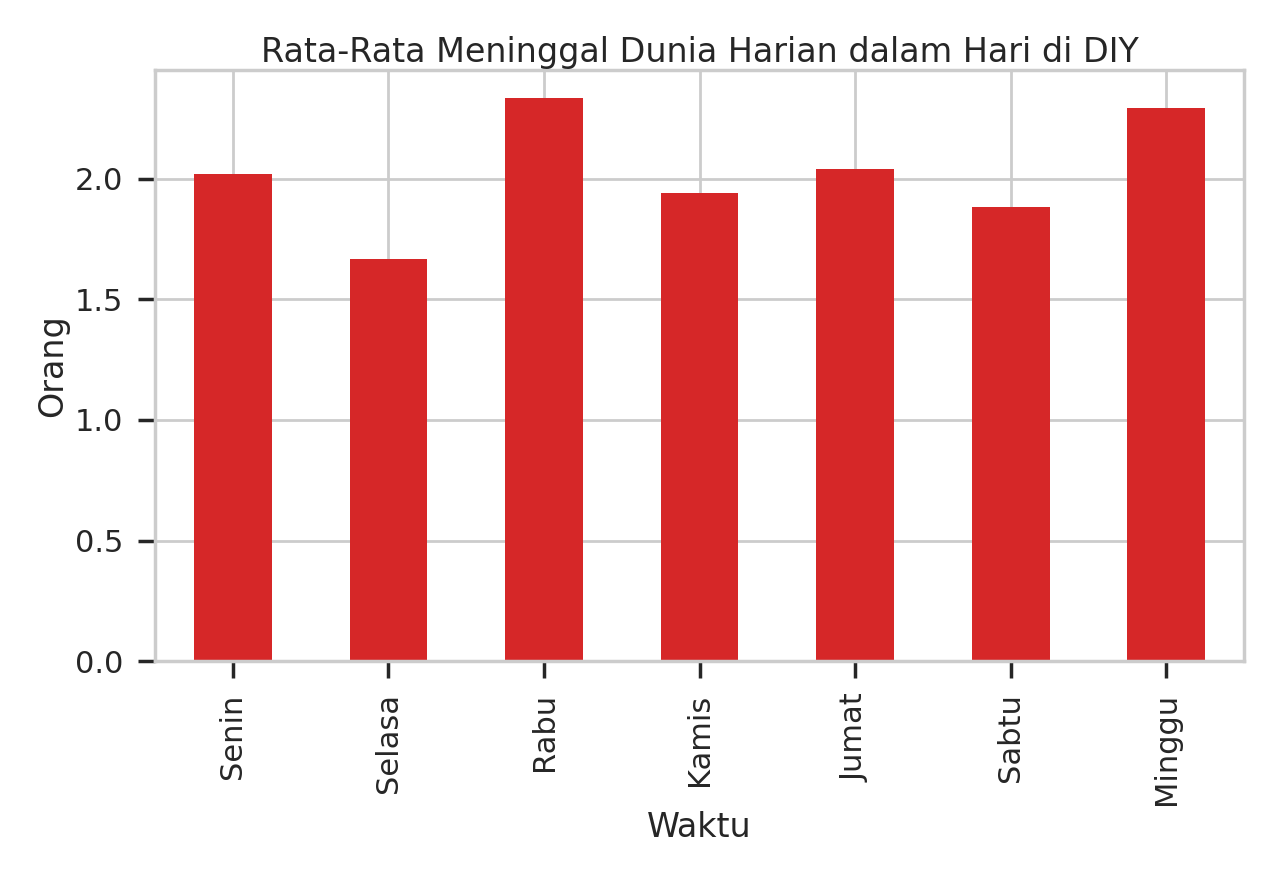 Rata-Rata Meninggal Dunia Harian dalam Hari di DIY
Orang
2.0
1.5
1.0
0.5
0.0
Senin
Selasa
Rabu
Kamis
Jumat
Sabtu
Minggu
Waktu